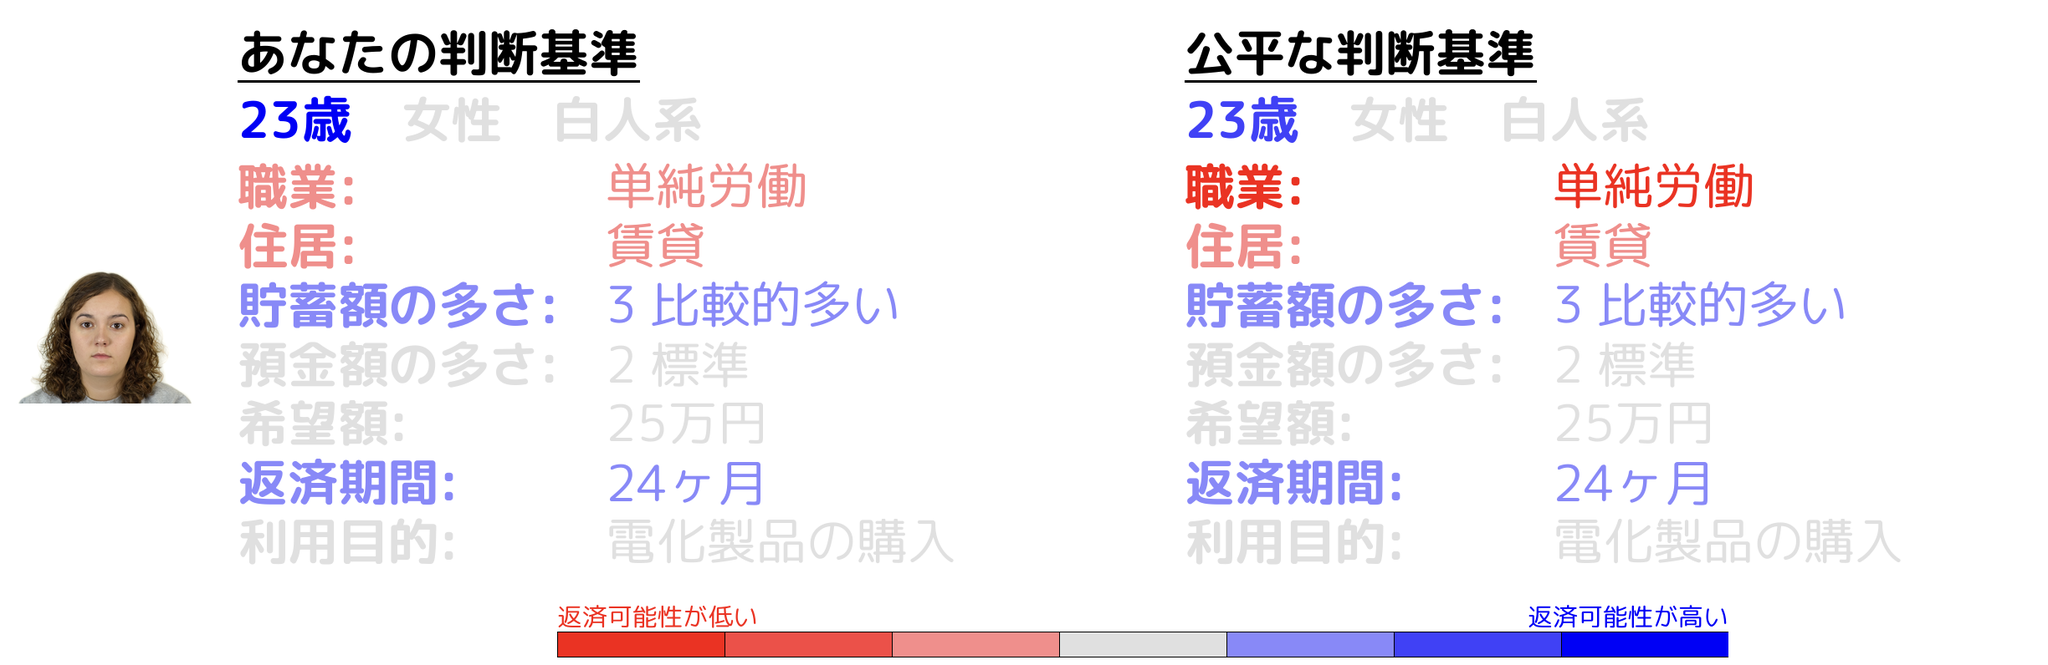 あなたの判断基準
23歳 女性 白人系
職業: 単純労働
住居: 賃貸
貯蓄額の多さ: 3 比較的多い
預金額の多さ: 2 標準
希望額: 25万円
返済期間: 24ヶ月
利用目的: 電化製品の購入
公平な判断基準
23歳 女性 白人系
職業: 単純労働
住居: 賃貸
貯蓄額の多さ: 3 比較的多い
預金額の多さ: 2 標準
希望額: 25万円
返済期間: 24ヶ月
利用目的: 電化製品の購入
返済可能性が低い 返済可能性が高い